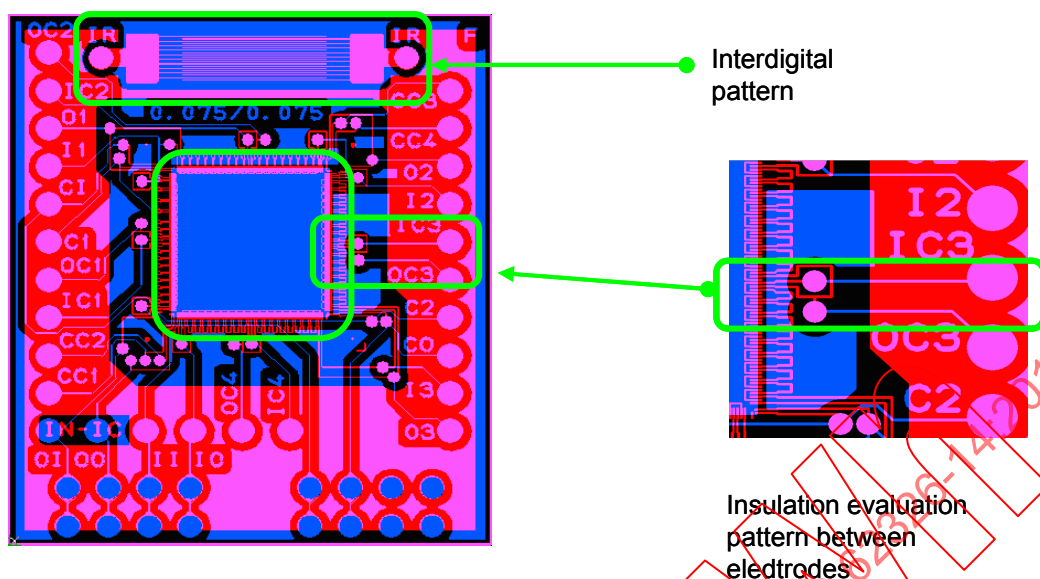 OC2 IR IR F
IC2 CC3
0.075/0.075
O1
I1 CC4
O2
CI I2
IC3
C1
OC1 OC3
IC1 C2
CC2 CO
CC1 OC4 IC4 I3
IN-IC O3
OI OO II IO
Interdigital
pattern
I2
IC3
OC3
C2
Insulation evaluation
pattern between
eledtrodes